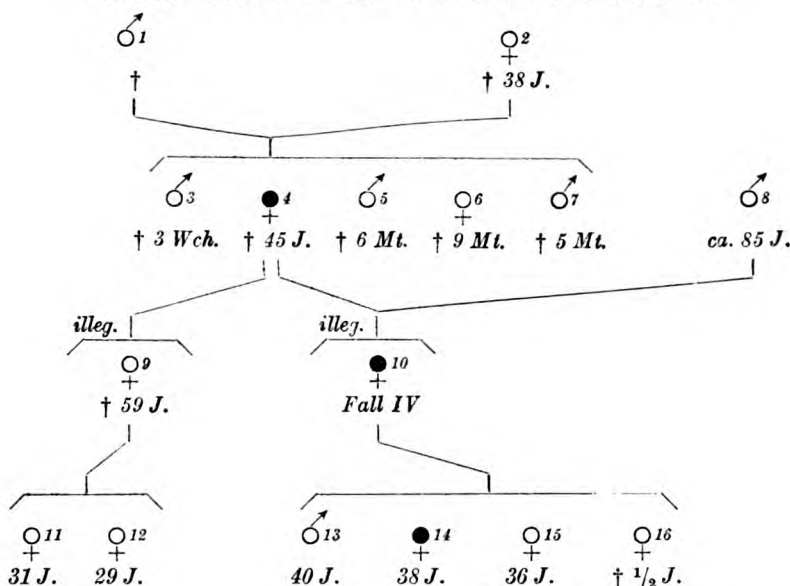 ♂1 ♀2
† † 38 J.
♂3 ♀4 ♂5 ♀6 ♂7 ♂8
† 3 Wch. † 45 J. † 6 Mt. † 9 Mt. † 5 Mt. ca. 85 J.
illeg. illeg.
♀9 ♀10
† 59 J. Fall IV
♀11 ♀12 ♂13 ♀14 ♀15 ♀16
31 J. 29 J. 40 J. 38 J. 36 J. † 1/2 J.